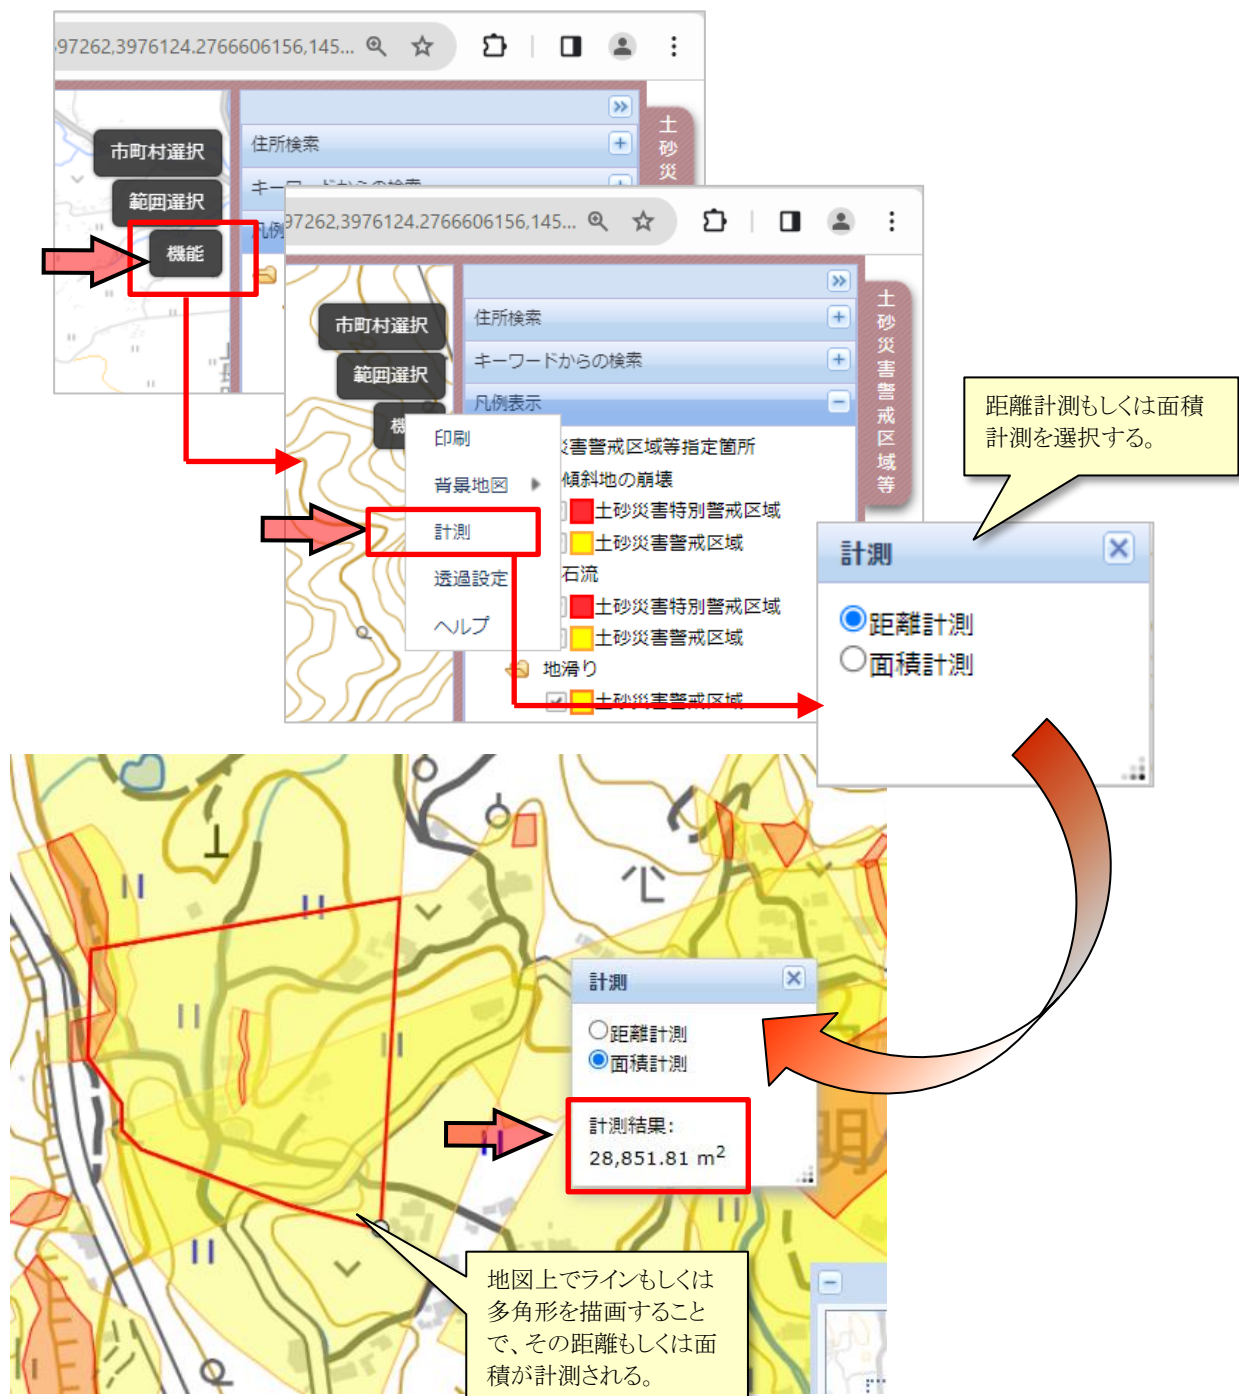 97262,3976124.2766606156,145...
市町村選択
範囲選択
機能
住所検索
土砂災
97262,3976124.2766606156,145...
市町村選択
範囲選択
住所検索
キーワードからの検索
凡例表示
土砂災害警戒区域等
印刷
背景地図
計測
透過設定
ヘルプ
災害警戒区域等指定箇所
傾斜地の崩壊
土砂災害特別警戒区域
土砂災害警戒区域
石流
土砂災害特別警戒区域
土砂災害警戒区域
地滑り
土砂災害警戒区域
距離計測もしくは面積
計測を選択する。
計測
距離計測
面積計測
計測
距離計測
面積計測
計測結果:
28,851.81 m²
明
地図上でラインもしくは
多角形を描画すること
で、その距離もしくは面
積が計測される。